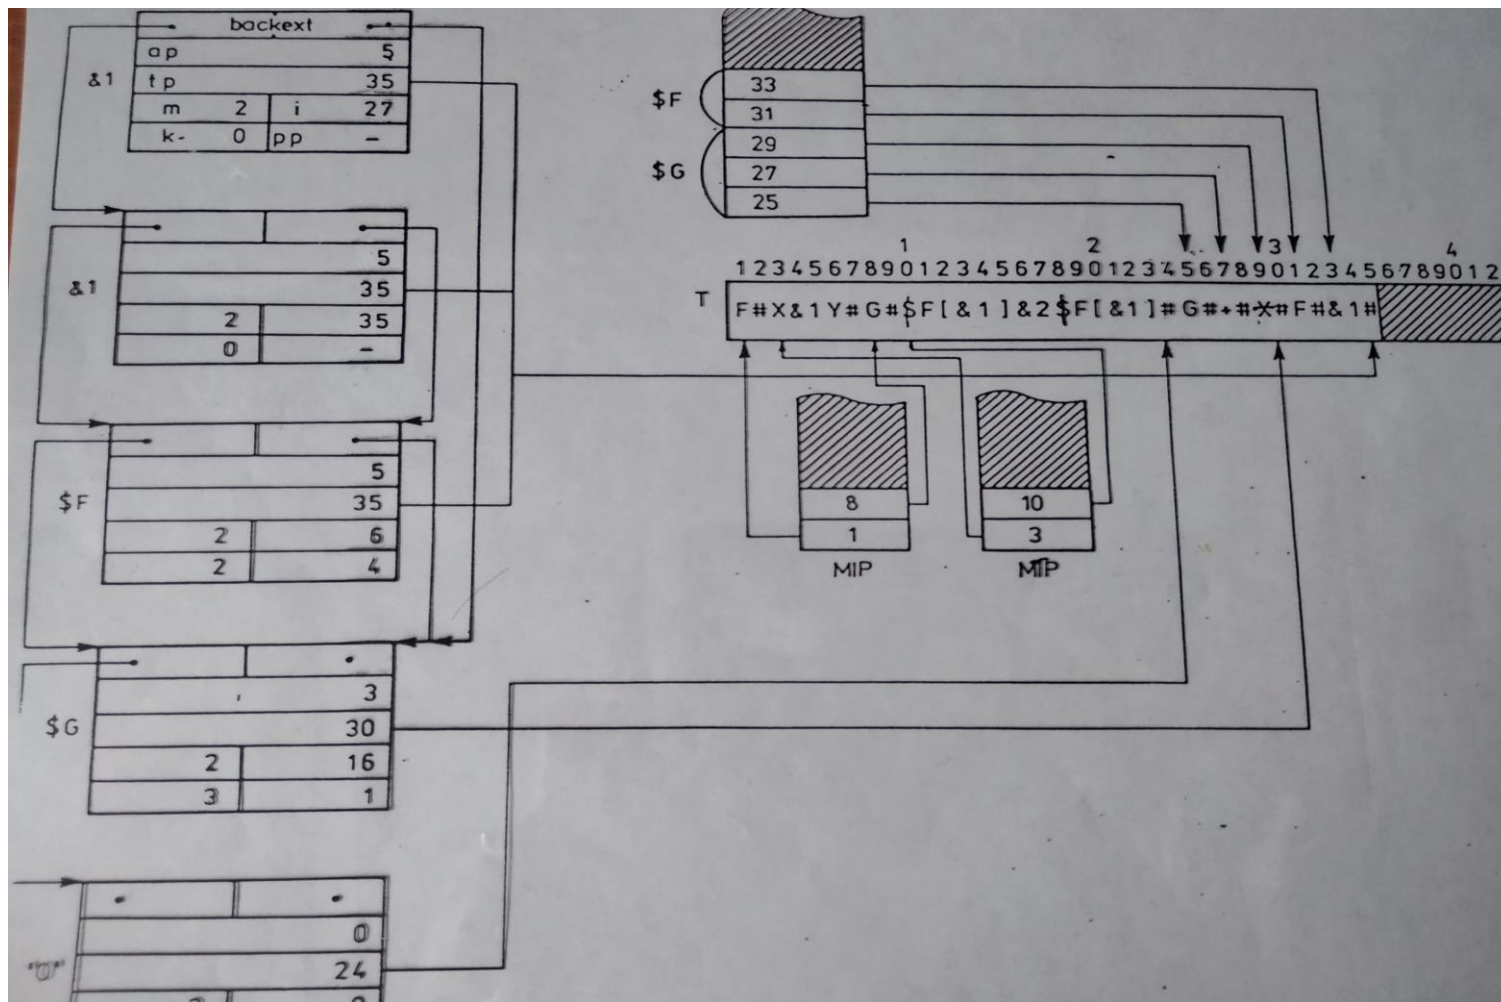 backext
ap 5
&1 tp 35
m 2 i 27
k- 0 pp -
5
&1 35
2 35
0 -
5
$F 35
2 6
2 4
3
$G 30
2 16
3 1
0
24
$F 33
31
$G 29
27
25
1 2 3 4
123456789012345678901234567890123456789012
T F#X&1Y#G#$F[&1]&2$F[&1]#G#+#X#F#&1#
8 10
1 3
MIP MIP